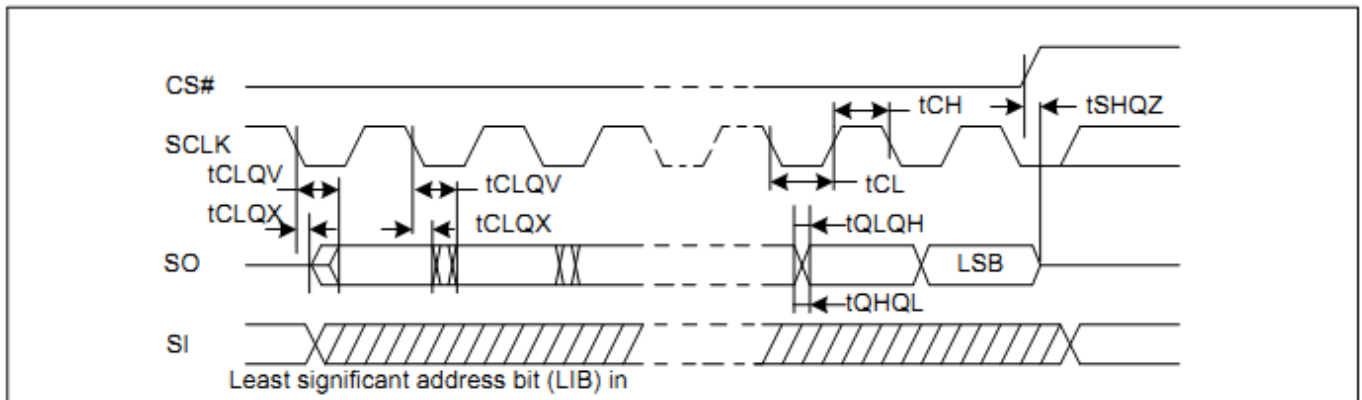 CS#
tCH
tSHQZ
SCLK
tCLQV
tCLQV
tCL
tCLQX
tCLQX
tQLQH
SO
LSB
tQHQL
SI
Least significant address bit (LIB) in